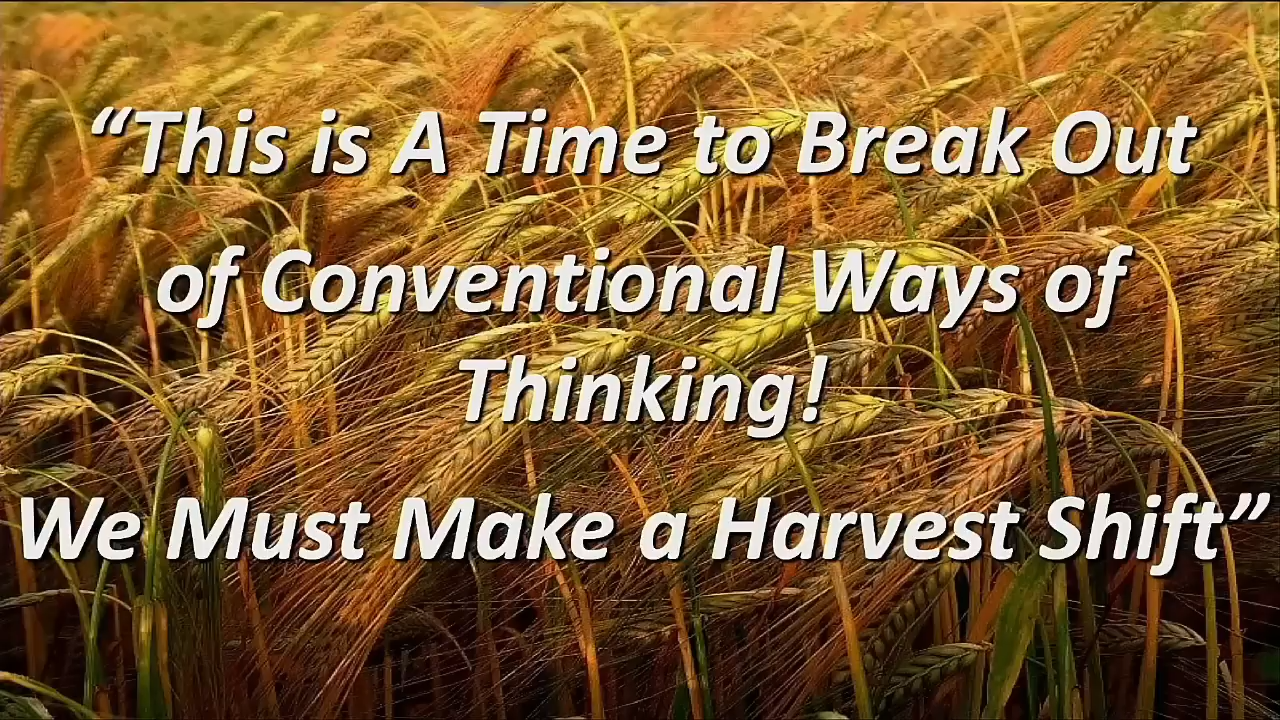 “This is A Time to Break Out
of Conventional Ways of
Thinking!
We Must Make a Harvest Shift”